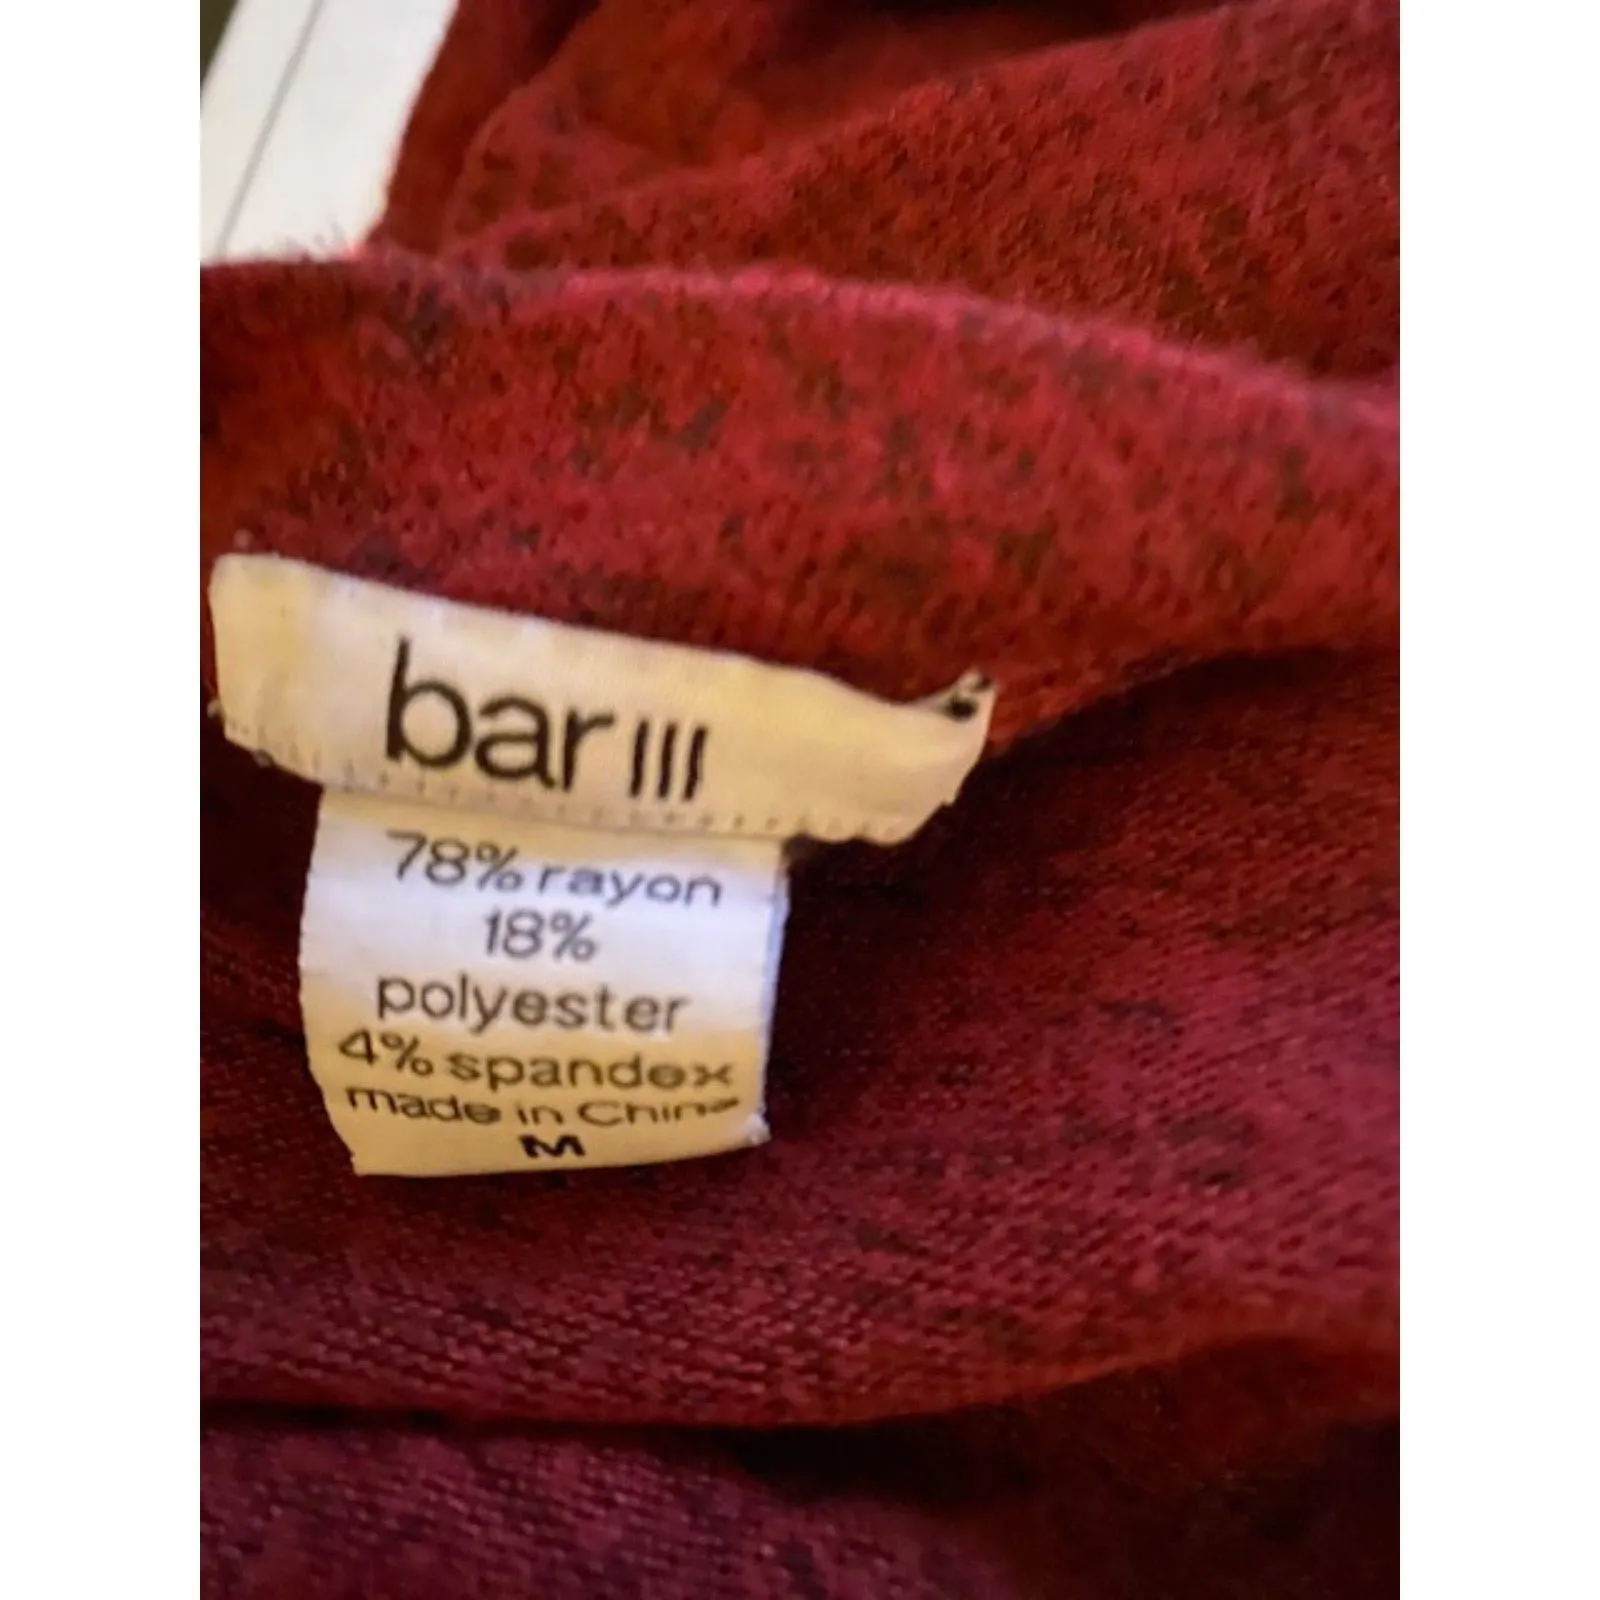 bar III
78% rayon
18%
polyester
4% spandex
made in China
M